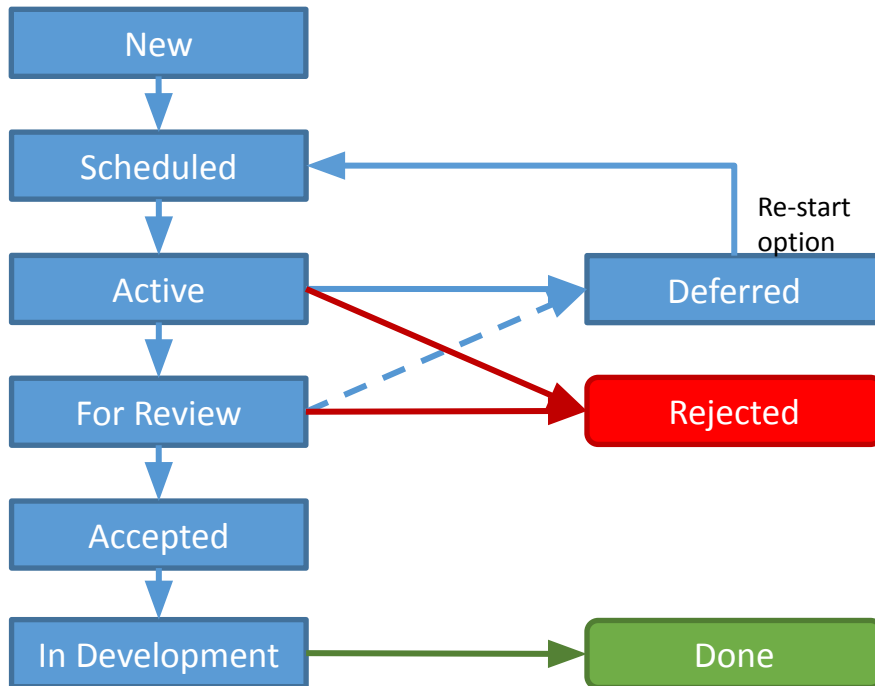 New
Scheduled
Re-start
option
Active
Deferred
For Review
Rejected
Accepted
In Development
Done